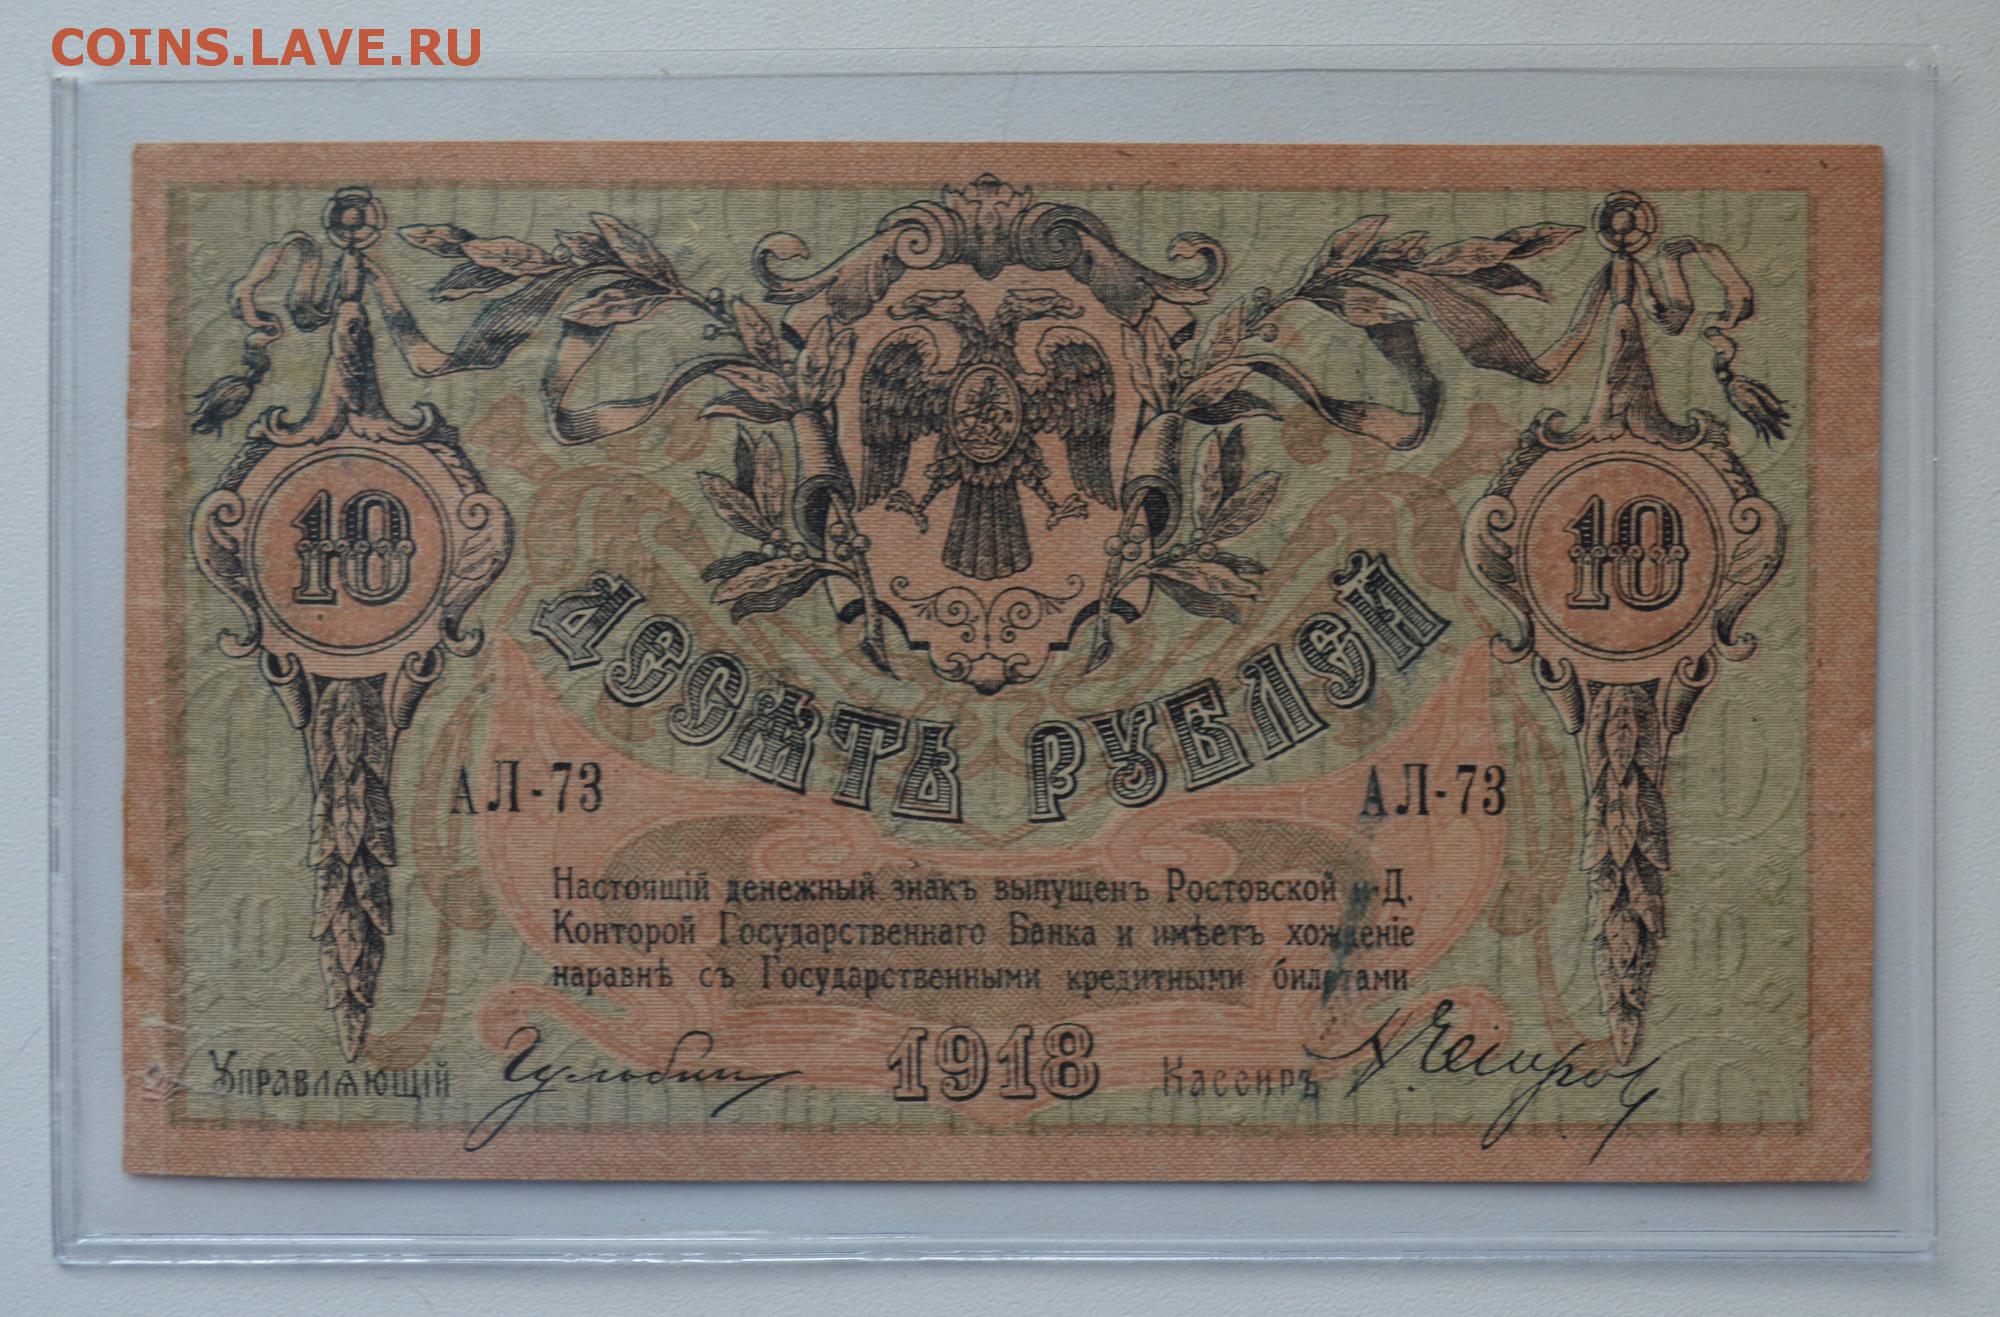 COINS.LAVE.RU
10
10
ДЕСЯТЬ РУБЛЕЙ
АЛ-73 АЛ-73
Настоящій денежный знакъ выпущенъ Ростовской н-Д.
Конторой Государственнаго Банка и имѣетъ хожденіе
наравнѣ съ Государственными кредитными билетами
Управляющій Гульбин 1918 Кассиръ